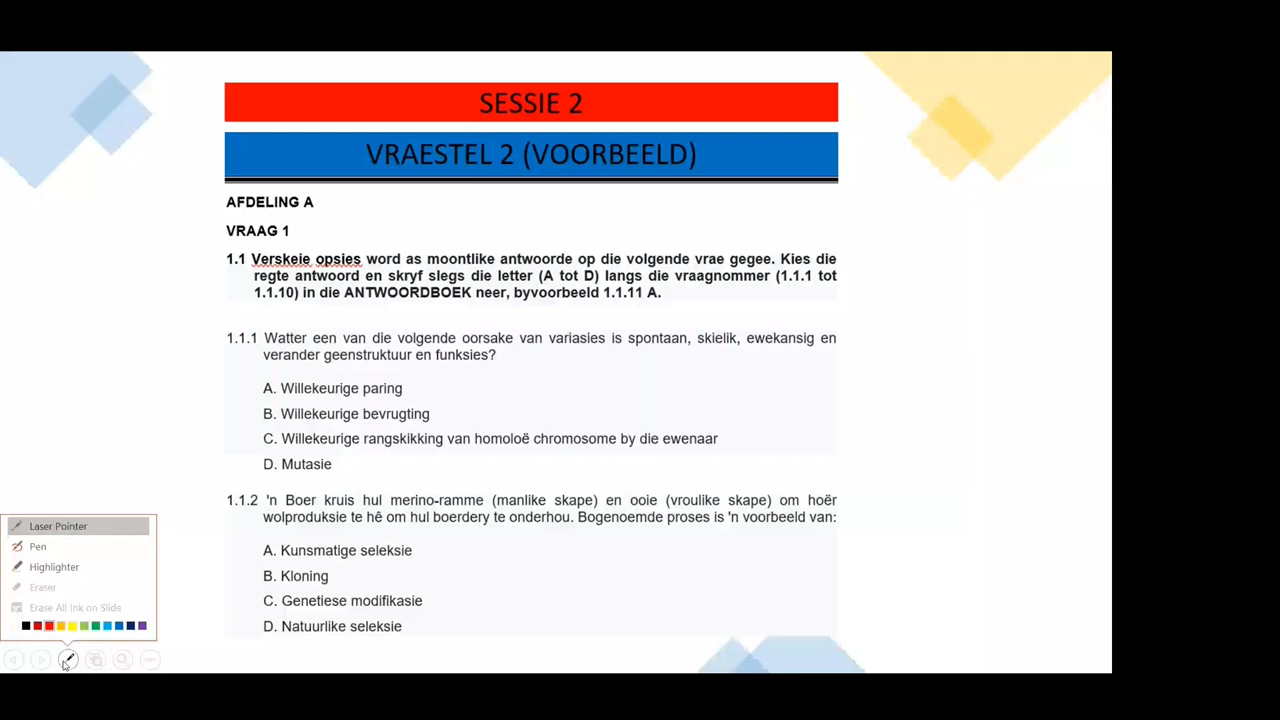 SESSIE 2
VRAESTEL 2 (VOORBEELD)
AFDELING A
VRAAG 1
1.1 Verskeie opsies word as moontlike antwoorde op die volgende vrae gegee. Kies die
regte antwoord en skryf slegs die letter (A tot D) langs die vraagnommer (1.1.1 tot
1.1.10) in die ANTWOORDBOEK neer, byvoorbeeld 1.1.11 A.
1.1.1 Watter een van die volgende oorsake van variasies is spontaan, skielik, ewekansig en
verander geenstruktuur en funksies?
A. Willekeurige paring
B. Willekeurige bevrugting
C. Willekeurige rangskikking van homoloë chromosome by die ewenaar
D. Mutasie
1.1.2 'n Boer kruis hul merino-ramme (manlike skape) en ooie (vroulike skape) om hoër
wolproduksie te hê om hul boerdery te onderhou. Bogenoemde proses is 'n voorbeeld van:
A. Kunsmatige seleksie
B. Kloning
C. Genetiese modifikasie
D. Natuurlike seleksie
Laser Pointer
Pen
Highlighter
Eraser
Erase All Ink on Slide